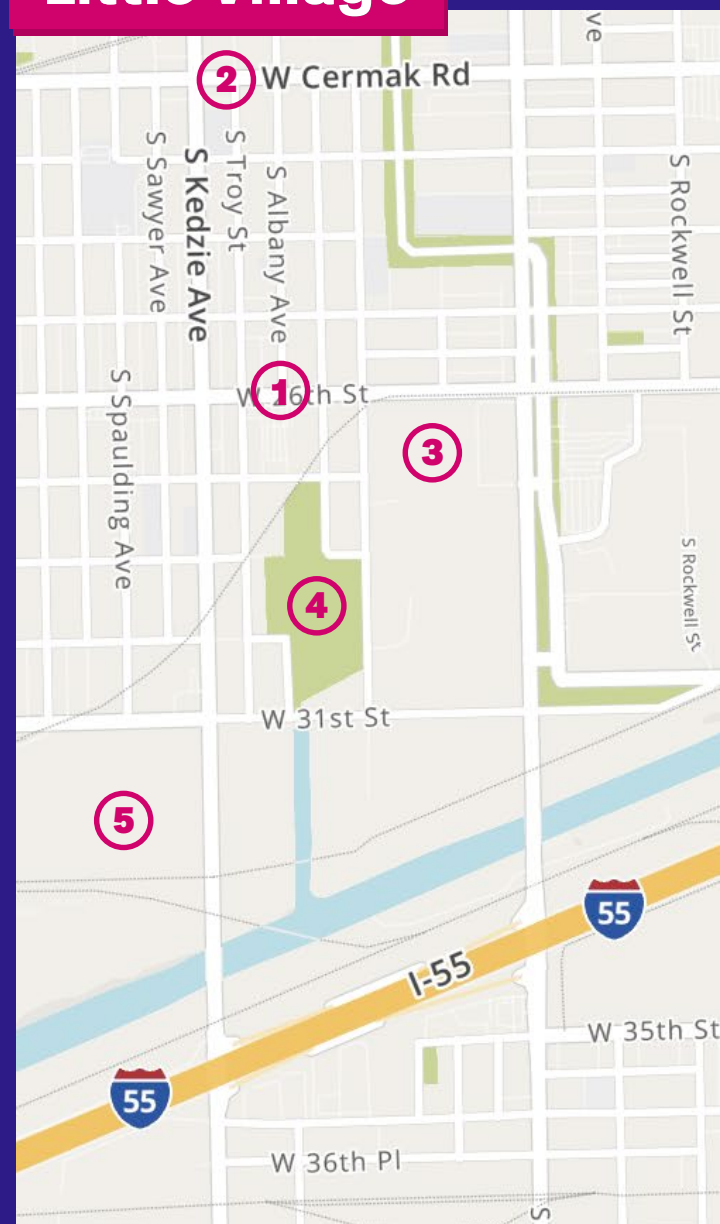 Little Village
ve
2
W Cermak Rd
S Sawyer Ave
S Kedzie Ave
S Troy St
S Albany Ave
S Rockwell St
1
W 26th St
S Spaulding Ave
3
S Rockwell St
4
W 31st St
5
55
I-55
W 35th St
55
W 36th Pl
S